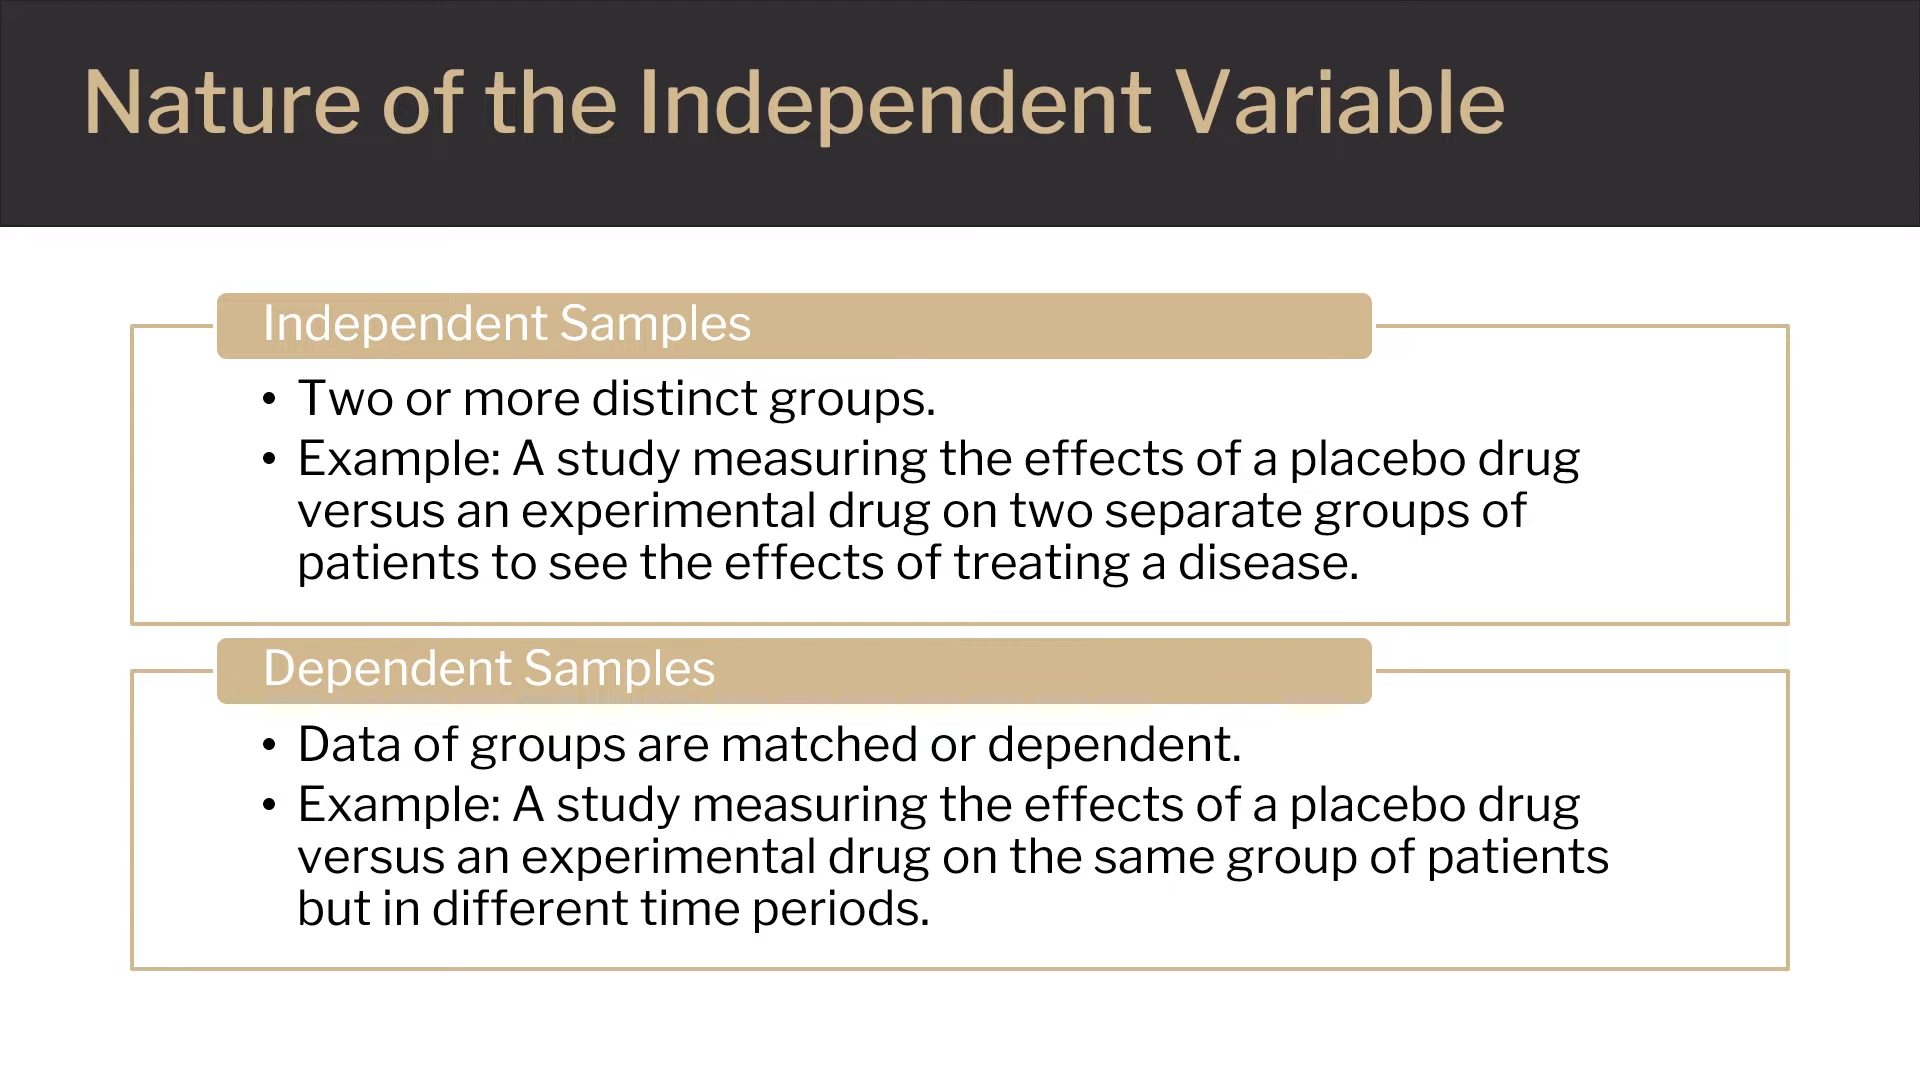 Nature of the Independent Variable
Independent Samples
• Two or more distinct groups.
• Example: A study measuring the effects of a placebo drug
versus an experimental drug on two separate groups of
patients to see the effects of treating a disease.
Dependent Samples
• Data of groups are matched or dependent.
• Example: A study measuring the effects of a placebo drug
versus an experimental drug on the same group of patients
but in different time periods.